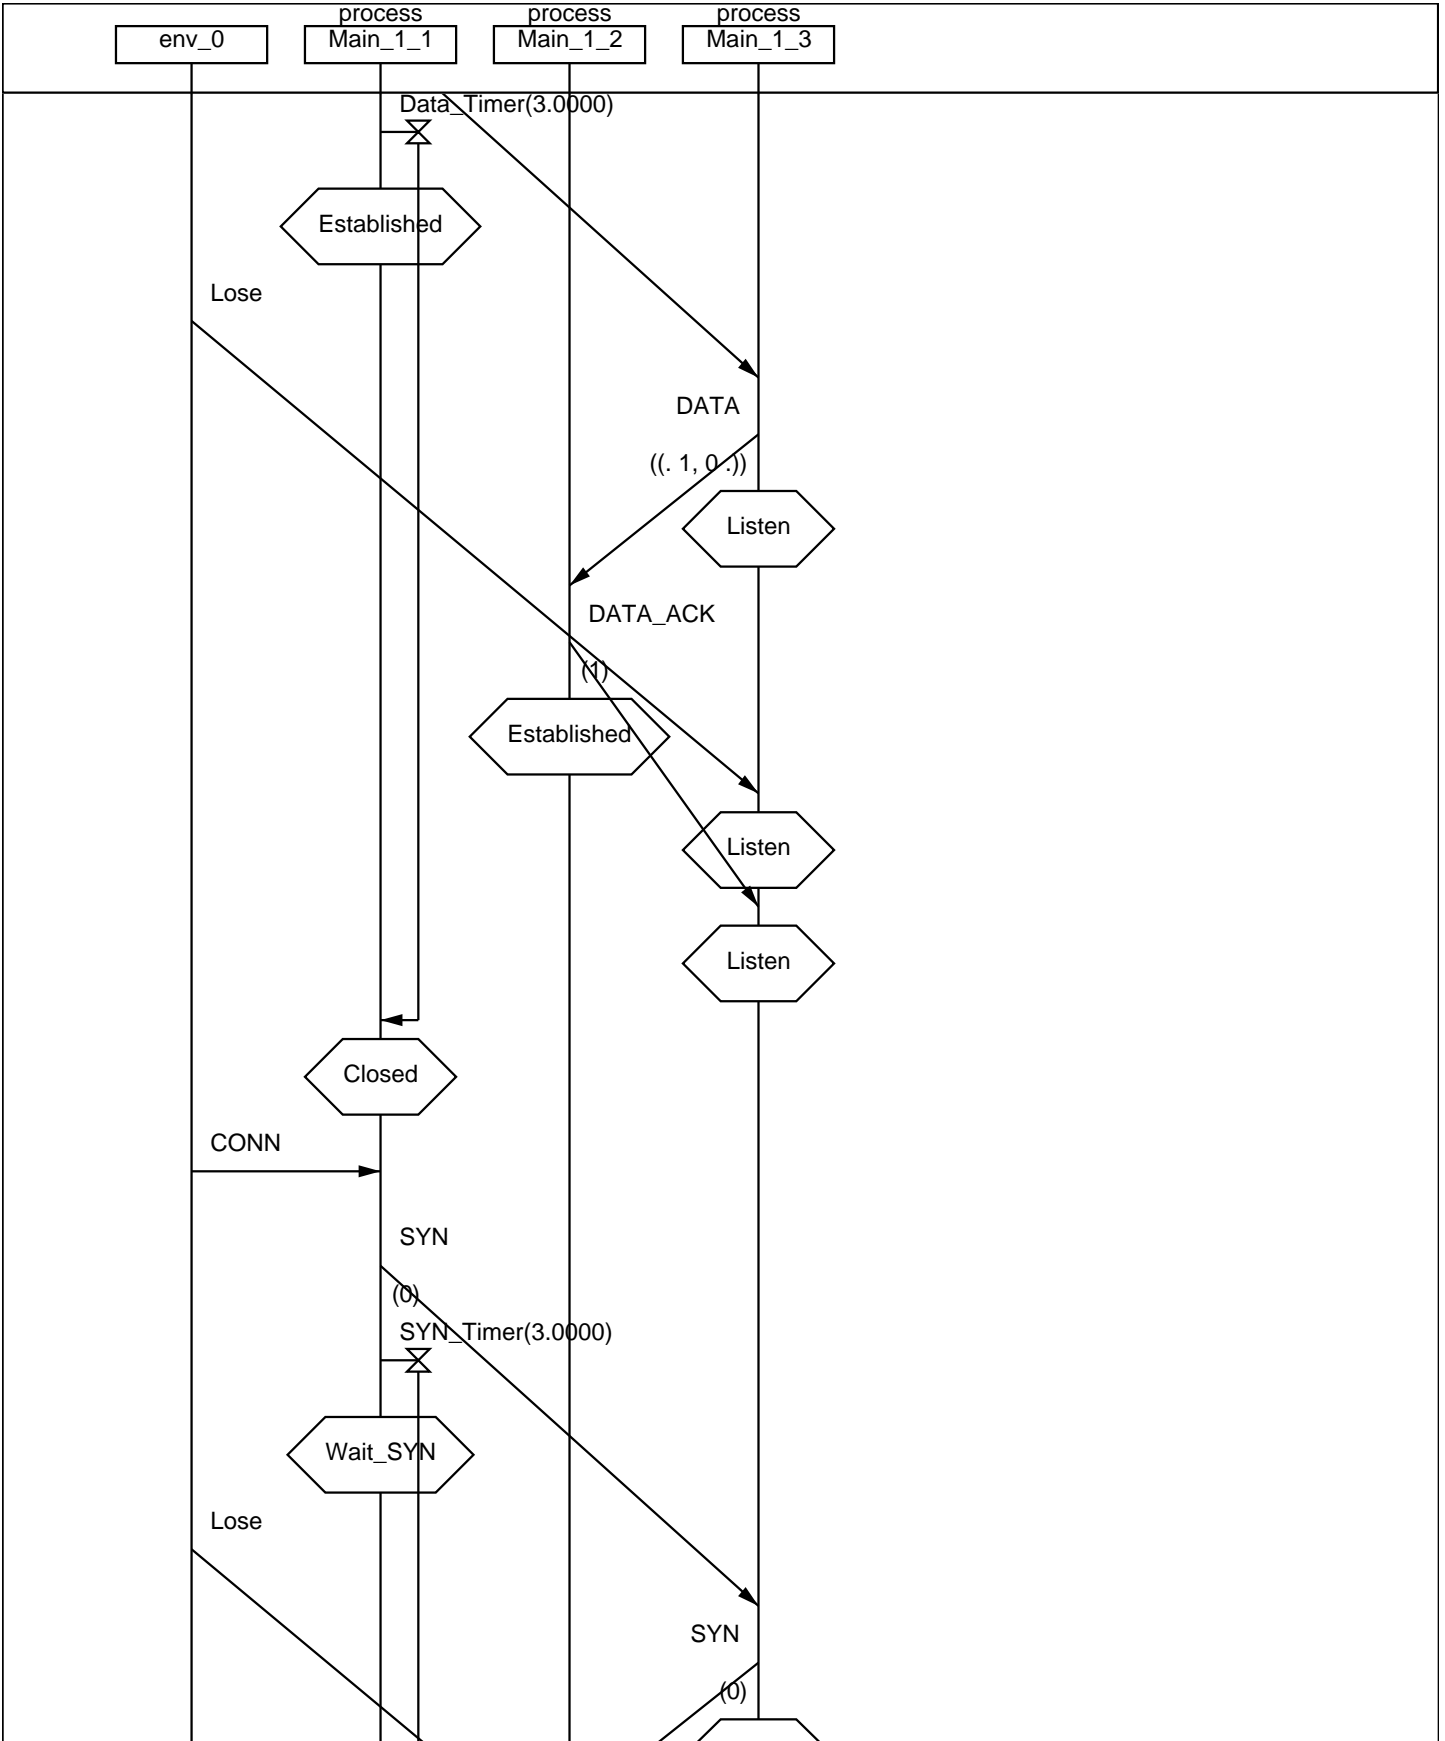 process process process
env_0 Main_1_1 Main_1_2 Main_1_3
Data_Timer(3.0000)
Established
Lose
DATA
((. 1, 0 .))
Listen
DATA_ACK
(1)
Established
Listen
Listen
Closed
CONN
SYN
(0)
SYN_Timer(3.0000)
Wait_SYN
Lose
SYN
(0)